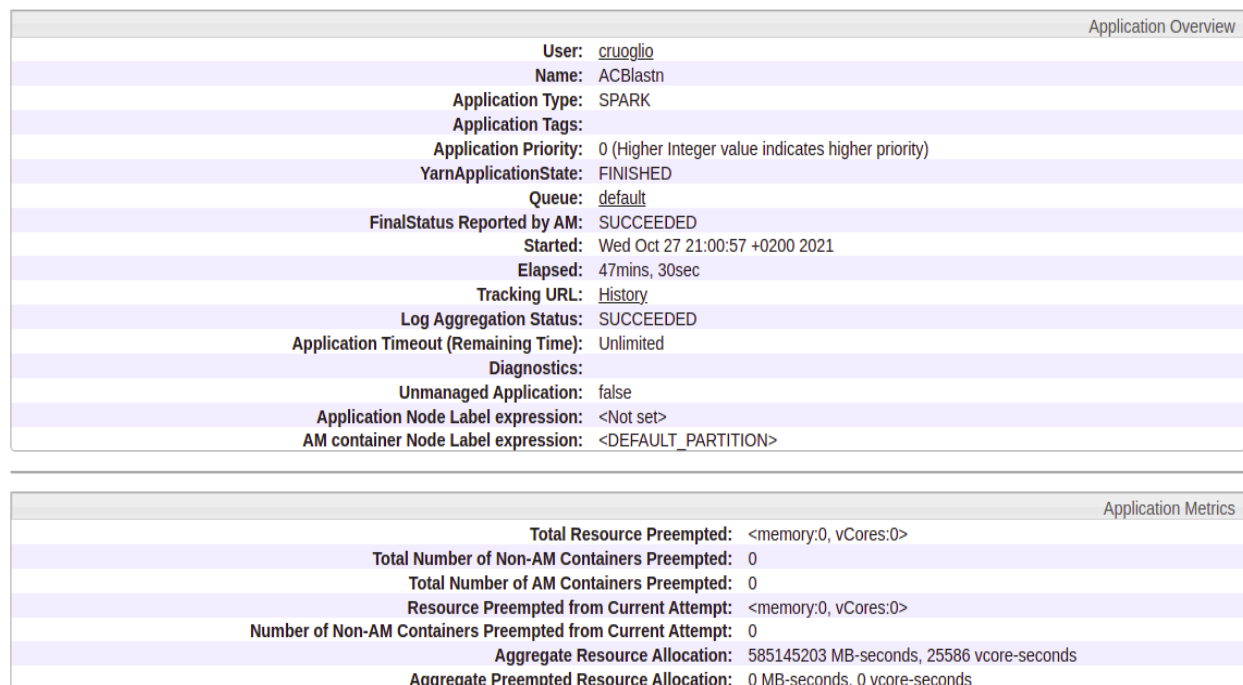 Application Overview
User: cruoglio
Name: ACBlastn
Application Type: SPARK
Application Tags:
Application Priority: 0 (Higher Integer value indicates higher priority)
YarnApplicationState: FINISHED
Queue: default
FinalStatus Reported by AM: SUCCEEDED
Started: Wed Oct 27 21:00:57 +0200 2021
Elapsed: 47mins, 30sec
Tracking URL: History
Log Aggregation Status: SUCCEEDED
Application Timeout (Remaining Time): Unlimited
Diagnostics:
Unmanaged Application: false
Application Node Label expression: <Not set>
AM container Node Label expression: <DEFAULT_PARTITION>
Application Metrics
Total Resource Preempted: <memory:0, vCores:0>
Total Number of Non-AM Containers Preempted: 0
Total Number of AM Containers Preempted: 0
Resource Preempted from Current Attempt: <memory:0, vCores:0>
Number of Non-AM Containers Preempted from Current Attempt: 0
Aggregate Resource Allocation: 585145203 MB-seconds, 25586 vcore-seconds
Aggregate Preempted Resource Allocation: 0 MB-seconds, 0 vcore-seconds